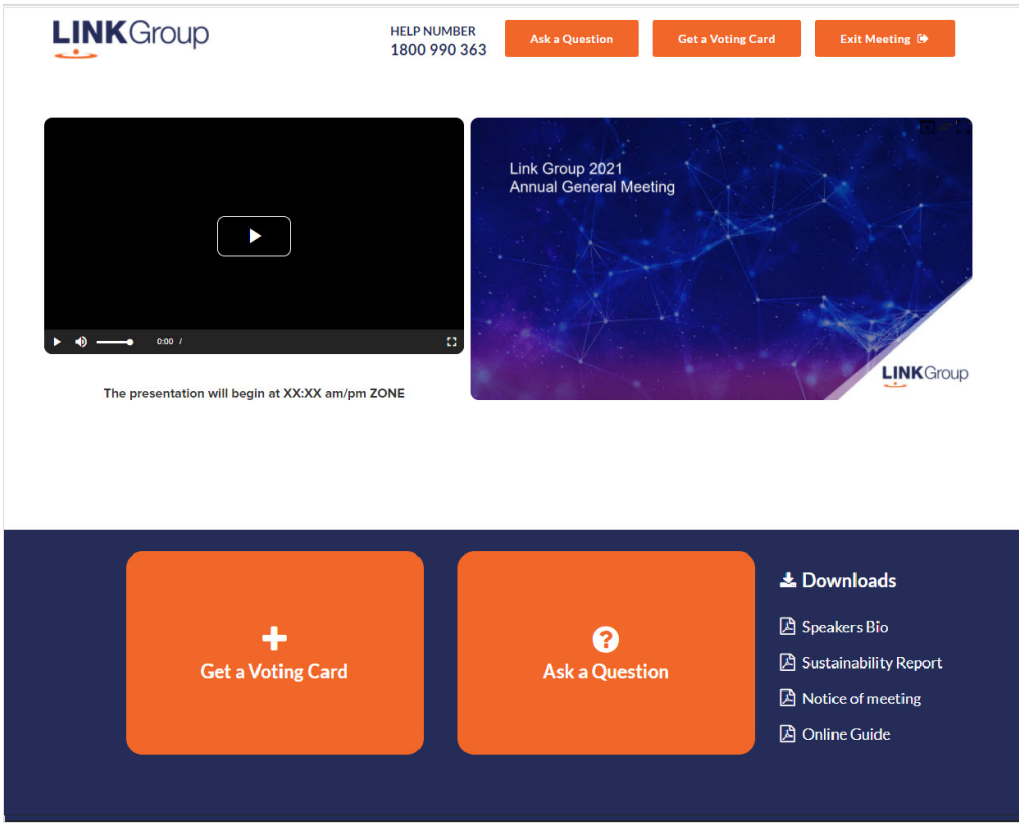 LINKGroup
HELP NUMBER
1800 990 363
Ask a Question
Get a Voting Card
Exit Meeting
Link Group 2021
Annual General Meeting
LINKGroup
0:00 /
The presentation will begin at XX:XX am/pm ZONE
Get a Voting Card
Ask a Question
Downloads
Speakers Bio
Sustainability Report
Notice of meeting
Online Guide